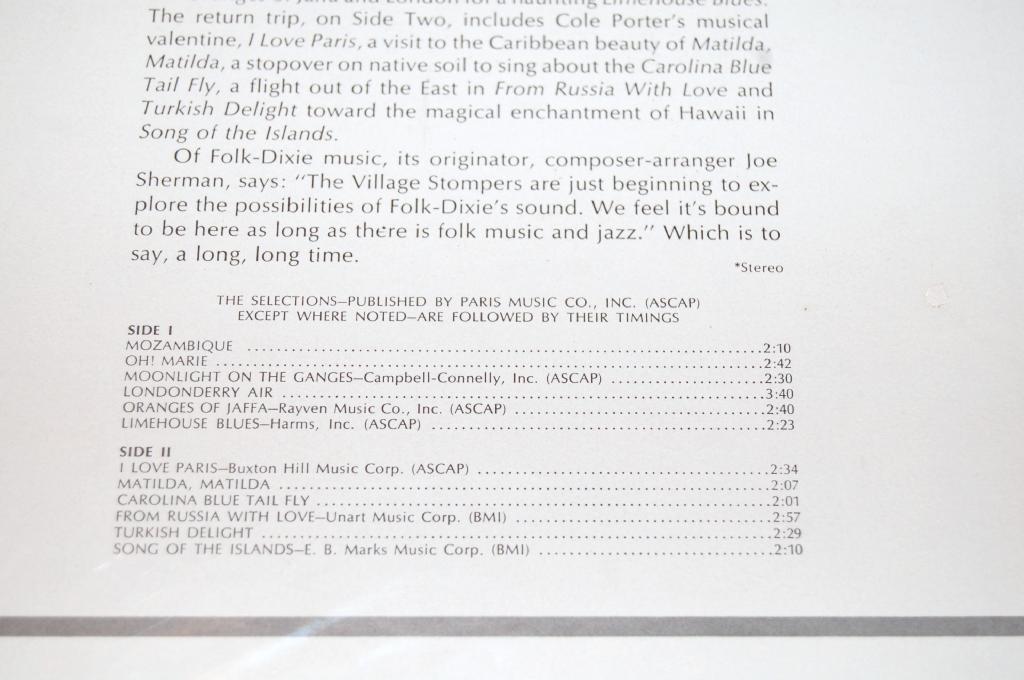 The return trip, on Side Two, includes Cole Porter's musical
valentine, I Love Paris, a visit to the Caribbean beauty of Matilda,
Matilda, a stopover on native soil to sing about the Carolina Blue
Tail Fly, a flight out of the East in From Russia With Love and
Turkish Delight toward the magical enchantment of Hawaii in
Song of the Islands.
Of Folk-Dixie music, its originator, composer-arranger Joe
Sherman, says: "The Village Stompers are just beginning to ex-
plore the possibilities of Folk-Dixie's sound. We feel it's bound
to be here as long as there is folk music and jazz." Which is to
say, a long, long time.
*Stereo
THE SELECTIONS—PUBLISHED BY PARIS MUSIC CO., INC. (ASCAP)
EXCEPT WHERE NOTED—ARE FOLLOWED BY THEIR TIMINGS
SIDE I
MOZAMBIQUE ........ 2:10
OH! MARIE ........ 2:42
MOONLIGHT ON THE GANGES—Campbell-Connelly, Inc. (ASCAP) ........ 2:30
LONDONDERRY AIR ........ 3:40
ORANGES OF JAFFA—Rayven Music Co., Inc. (ASCAP) ........ 2:40
LIMEHOUSE BLUES—Harms, Inc. (ASCAP) ........ 2:23
SIDE II
I LOVE PARIS—Buxton Hill Music Corp. (ASCAP) ........ 2:34
MATILDA, MATILDA ........ 2:07
CAROLINA BLUE TAIL FLY ........ 2:01
FROM RUSSIA WITH LOVE—Unart Music Corp. (BMI) ........ 2:57
TURKISH DELIGHT ........ 2:29
SONG OF THE ISLANDS—E. B. Marks Music Corp. (BMI) ........ 2:10